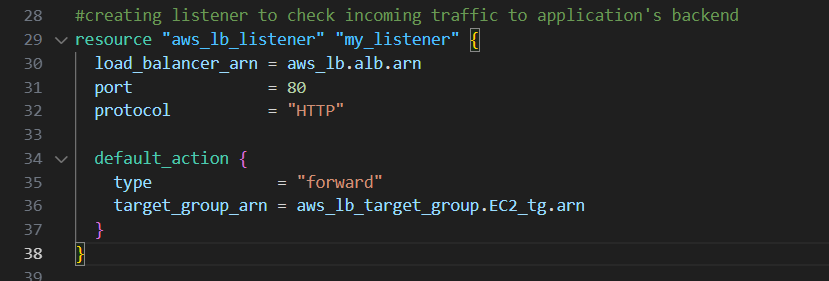 28 #creating listener to check incoming traffic to application's backend
29 resource "aws_lb_listener" "my_listener" {
30 load_balancer_arn = aws_lb.alb.arn
31 port = 80
32 protocol = "HTTP"
33
34 default_action {
35 type = "forward"
36 target_group_arn = aws_lb_target_group.EC2_tg.arn
37 }
38 }
39